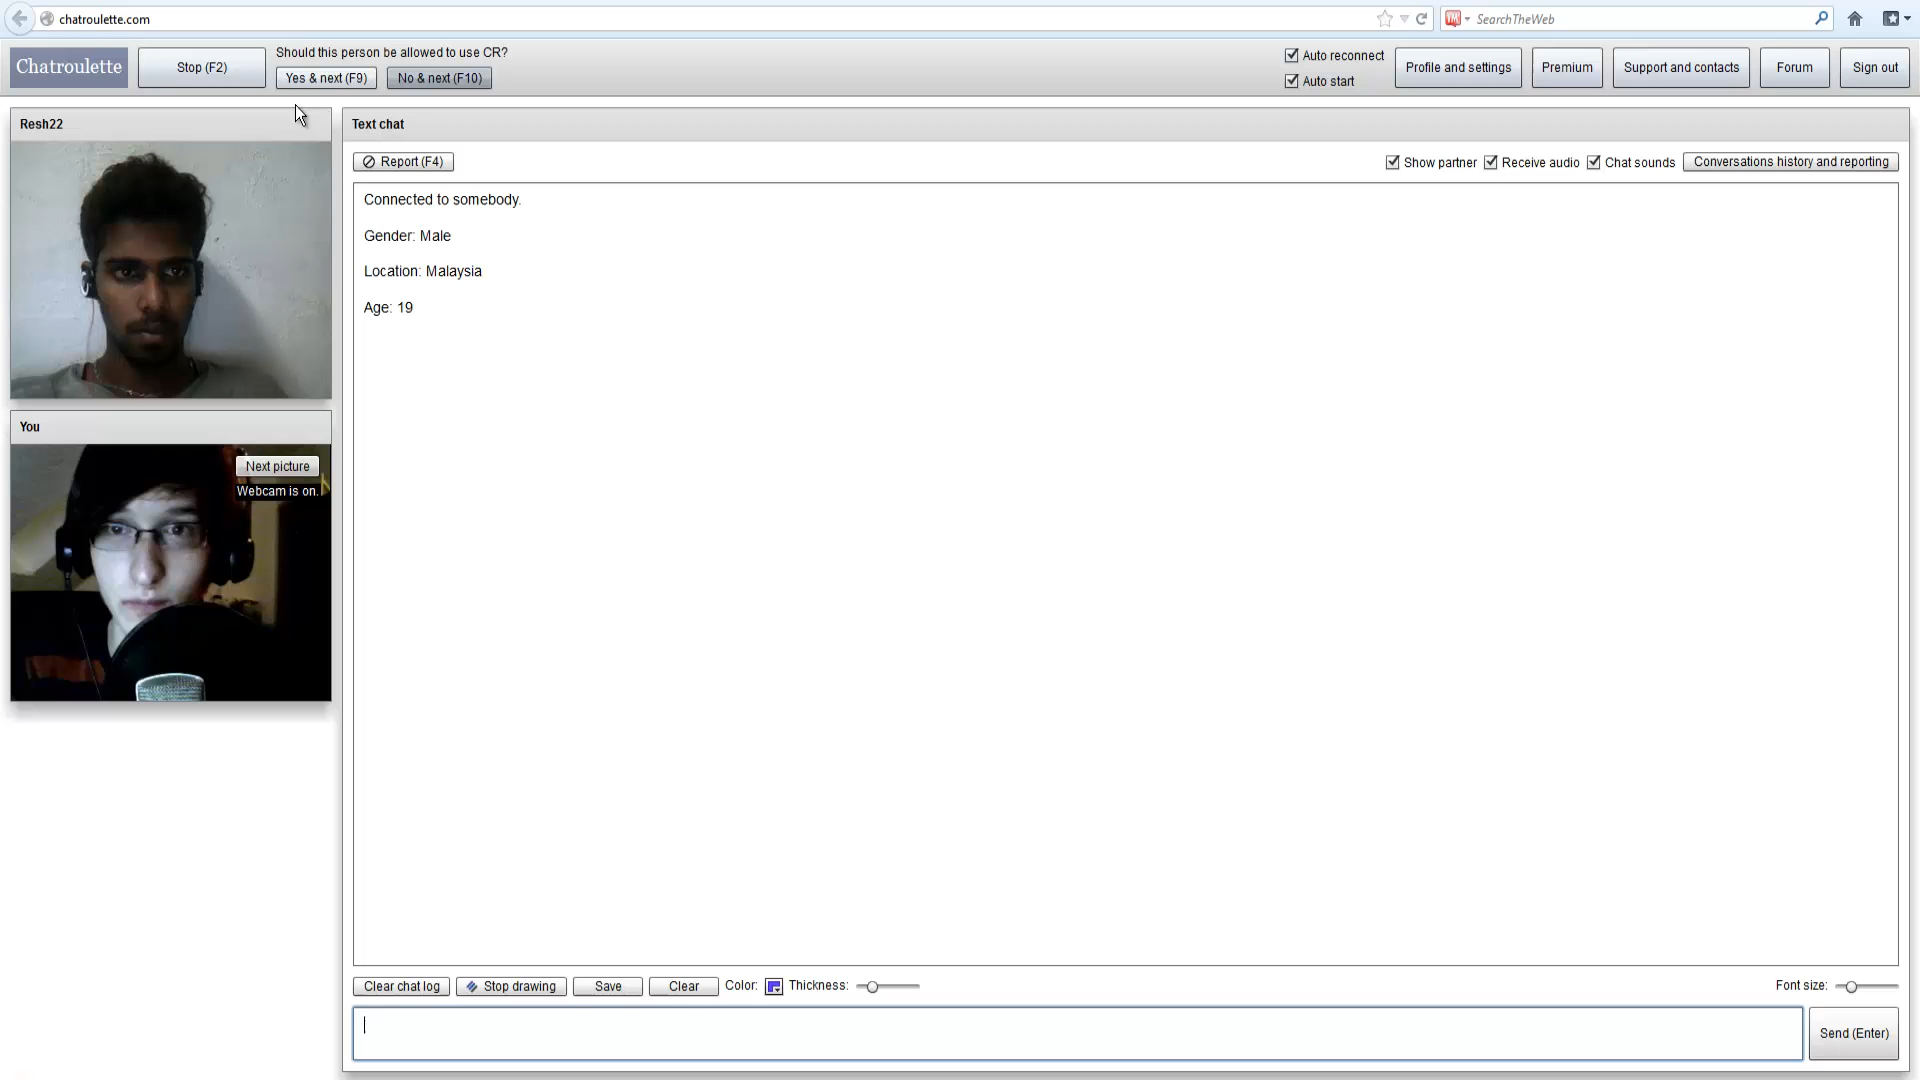 chatroulette.com
SearchTheWeb
Chatroulette
Stop (F2)
Should this person be allowed to use CR?
Yes & next (F9)
No & next (F10)
Auto reconnect
Auto start
Profile and settings
Premium
Support and contacts
Forum
Sign out
Resh22
Text chat
Report (F4)
Show partner
Receive audio
Chat sounds
Conversations history and reporting
Connected to somebody.
Gender: Male
Location: Malaysia
Age: 19
You
Next picture
Webcam is on.
Clear chat log
Stop drawing
Save
Clear
Color:
Thickness:
Font size:
Send (Enter)